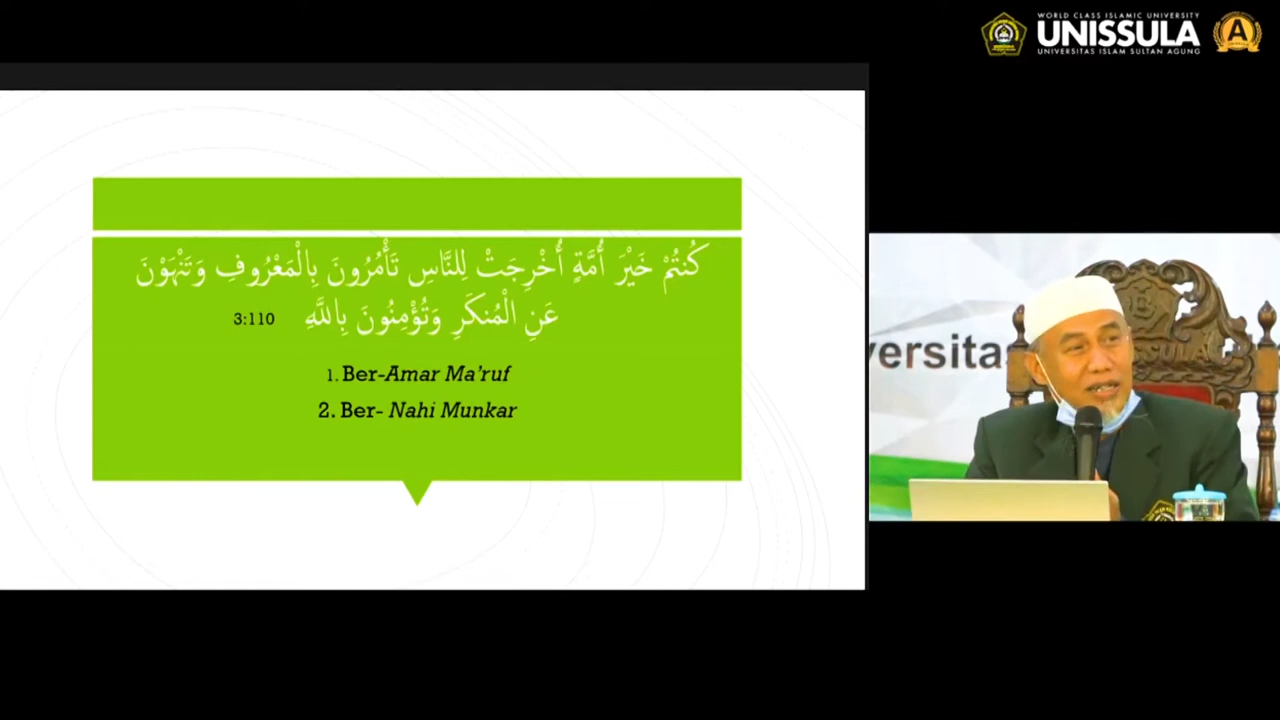 WORLD CLASS ISLAMIC UNIVERSITY
UNISSULA
UNIVERSITAS ISLAM SULTAN AGUNG
A
كُنتُمْ خَيْرَ أُمَّةٍ أُخْرِجَتْ لِلنَّاسِ تَأْمُرُونَ بِالْمَعْرُوفِ وَتَنْهَوْنَ
عَنِ الْمُنكَرِ وَتُؤْمِنُونَ بِاللَّهِ 3:110
1. Ber-Amar Ma’ruf
2. Ber- Nahi Munkar
versitas